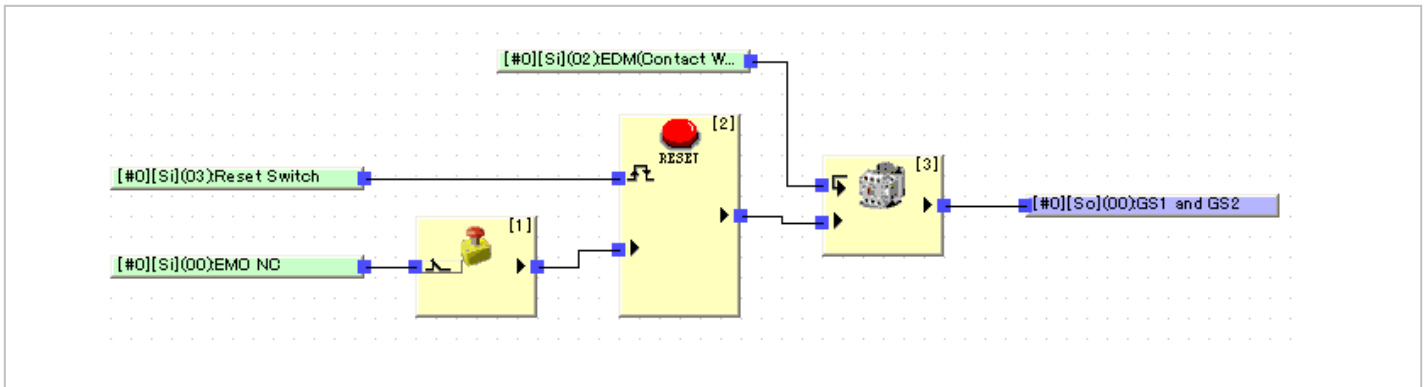 [#0][Si](02):EDM(Contact W...
[2]
RESET
[3]
[#0][Si](03):Reset Switch
[#0][So](00):GS1 and GS2
[1]
[#0][Si](00):EMO NC